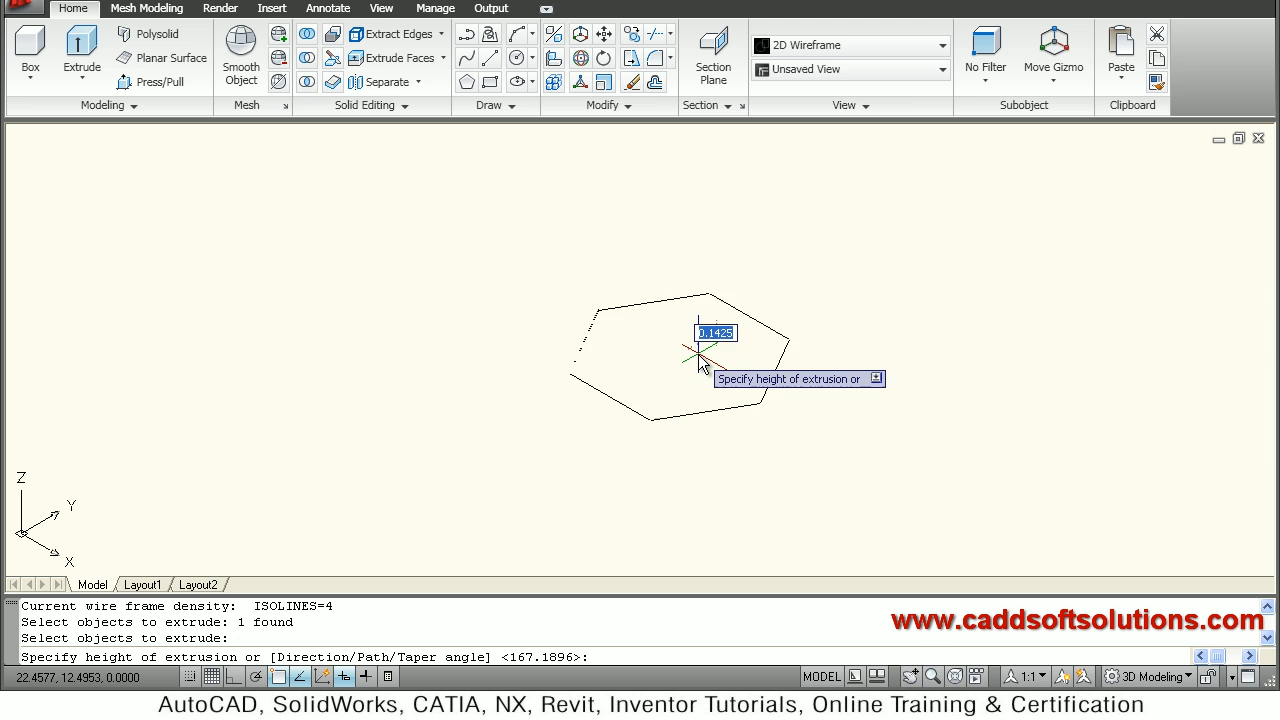 Home Mesh Modeling Render Insert Annotate View Manage Output
Box
Extrude
Polysolid
Planar Surface
Press/Pull
Smooth
Object
Extract Edges
Extrude Faces
Separate
Section
Plane
2D Wireframe
Unsaved View
No Filter
Move Gizmo
Paste
Modeling Mesh Solid Editing Draw Modify Section View Subobject Clipboard
0.1425
Specify height of extrusion or
Z
Y
X
Model Layout1 Layout2
Current wire frame density: ISOLINES=4
Select objects to extrude: 1 found
Select objects to extrude:
Specify height of extrusion or [Direction/Path/Taper angle] <167.1896>:
www.caddsoftsolutions.com
22.4577, 12.4953, 0.0000
MODEL
1:1
3D Modeling
AutoCAD, SolidWorks, CATIA, NX, Revit, Inventor Tutorials, Online Training & Certification